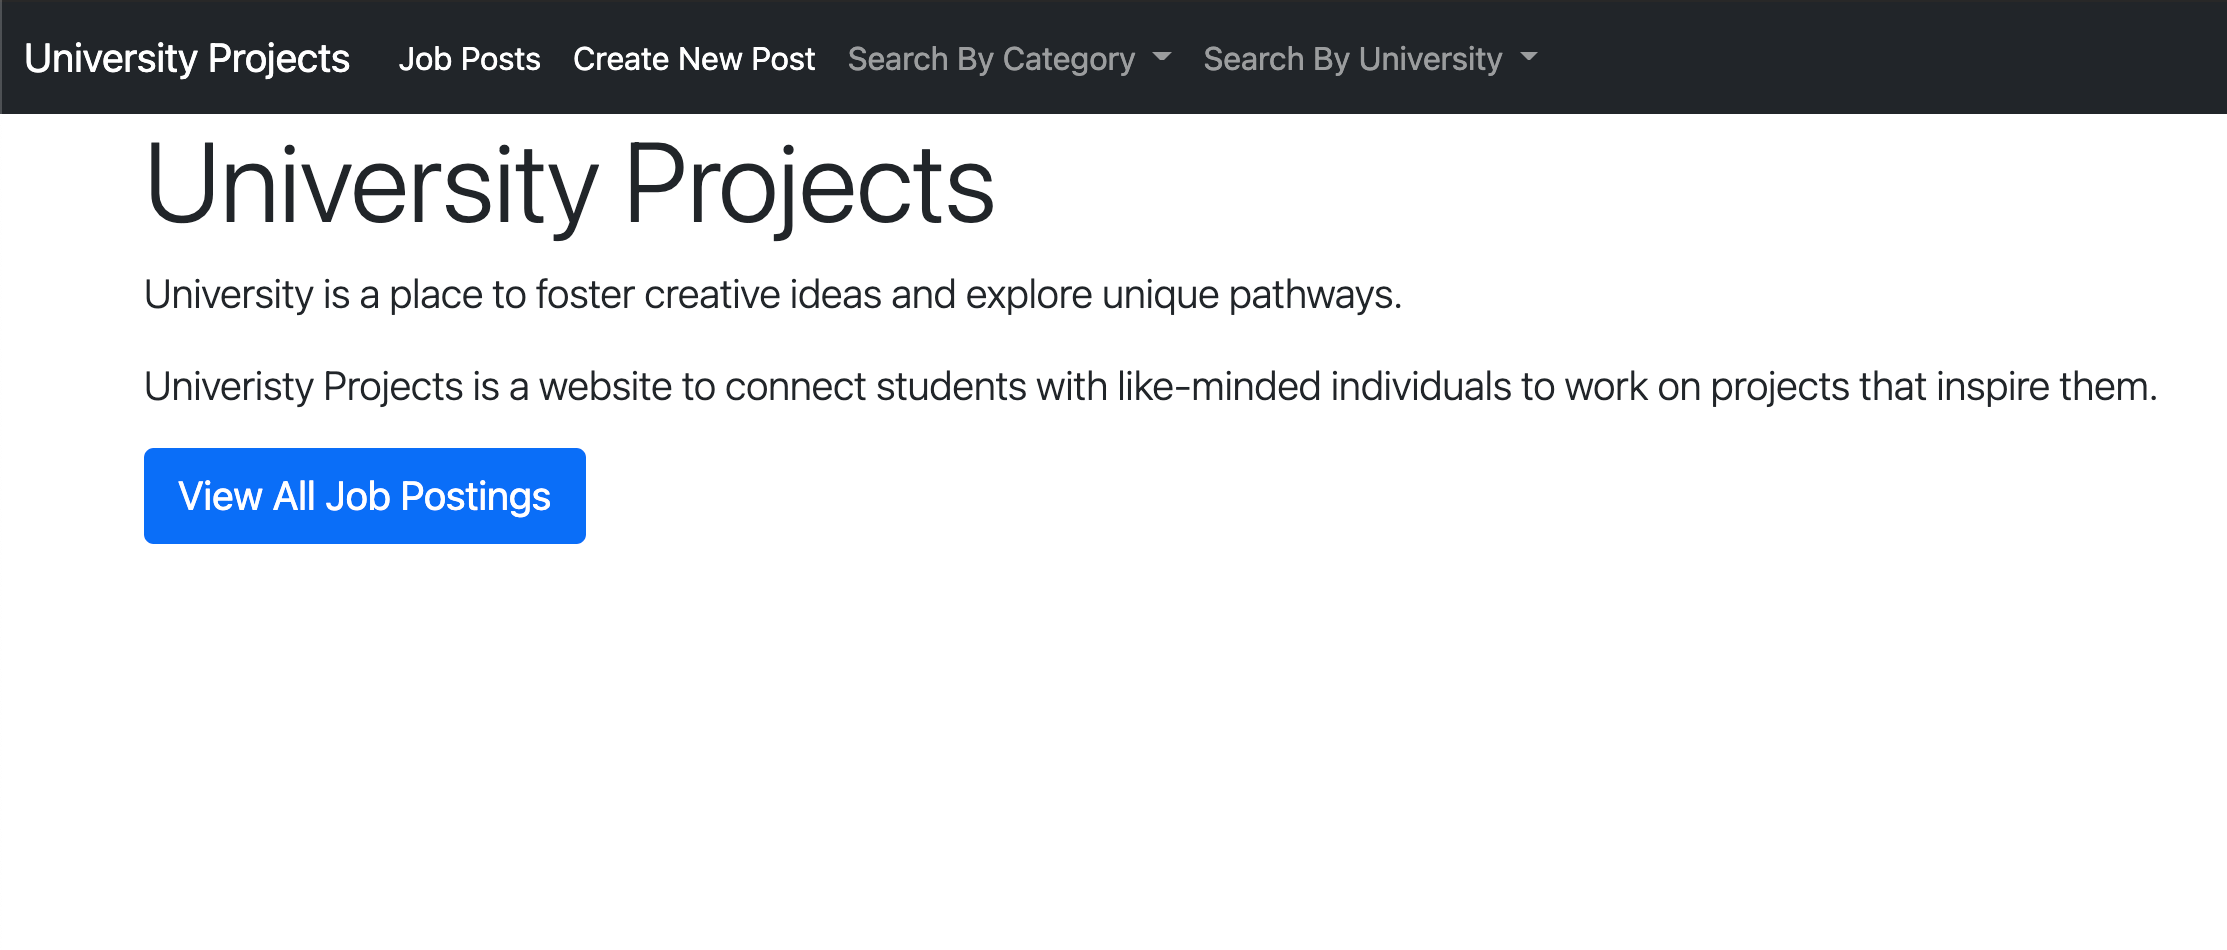 University Projects Job Posts Create New Post Search By Category Search By University
University Projects
University is a place to foster creative ideas and explore unique pathways.
Univeristy Projects is a website to connect students with like-minded individuals to work on projects that inspire them.
View All Job Postings